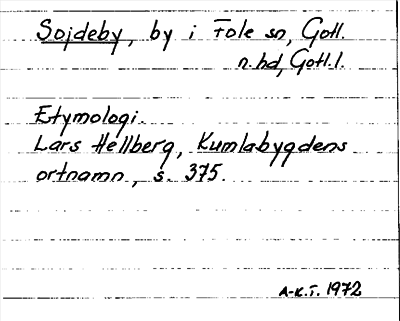 Sojdeby, by i Fole sn, Gotl.
n. hd, Gotl. l.
Etymologi.
Lars Hellberg, Kumlabygdens
ortnamn, s. 375.
A-K.T. 1972